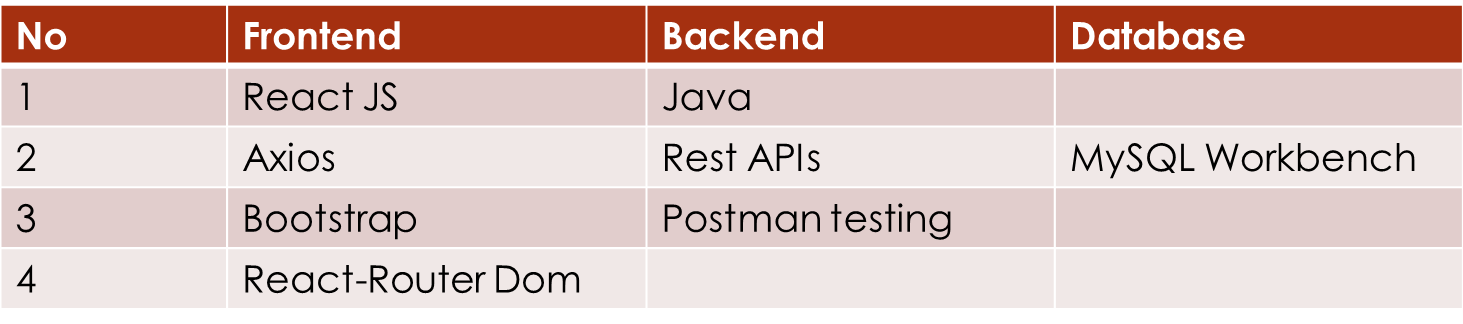 No Frontend Backend Database
1 React JS Java
2 Axios Rest APIs MySQL Workbench
3 Bootstrap Postman testing
4 React-Router Dom